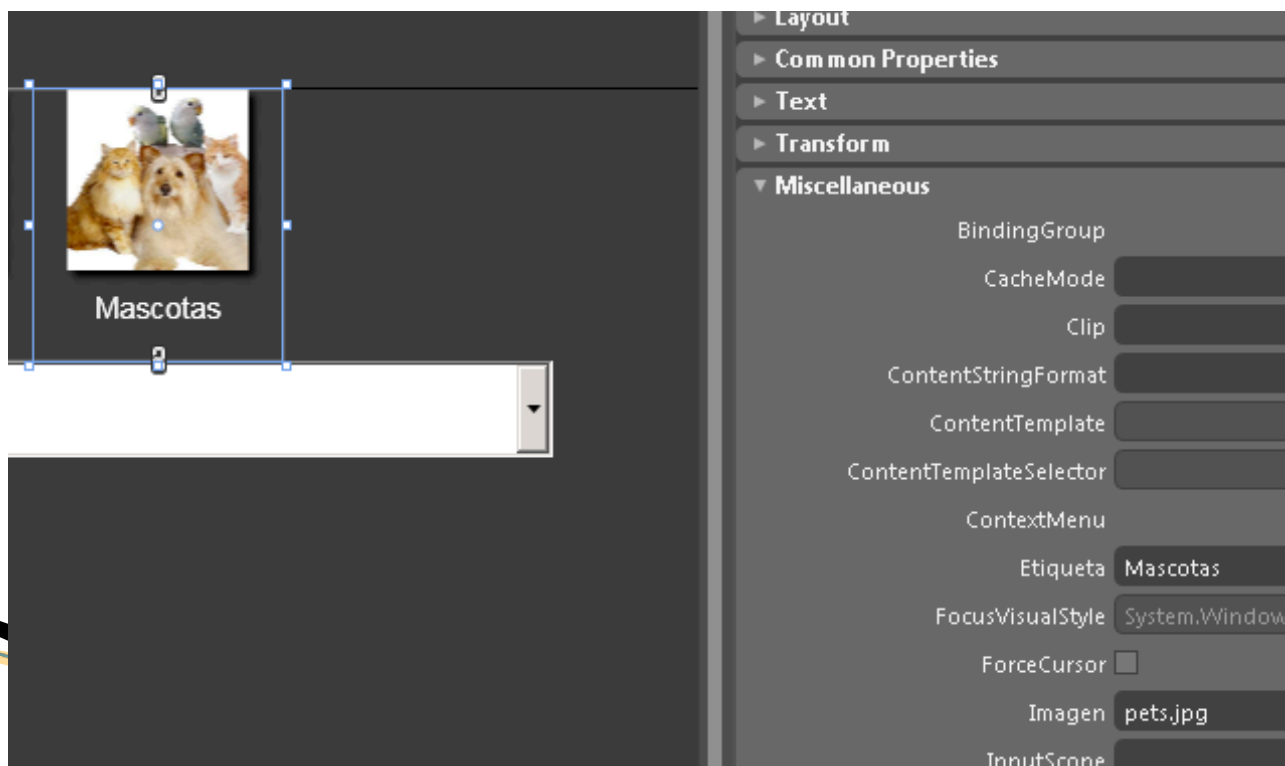 Layout
Common Properties
Text
Transform
Miscellaneous
BindingGroup
CacheMode
Mascotas
Clip
ContentStringFormat
ContentTemplate
ContentTemplateSelector
ContextMenu
Etiqueta Mascotas
FocusVisualStyle System.Window
ForceCursor
Imagen pets.jpg
InputScope